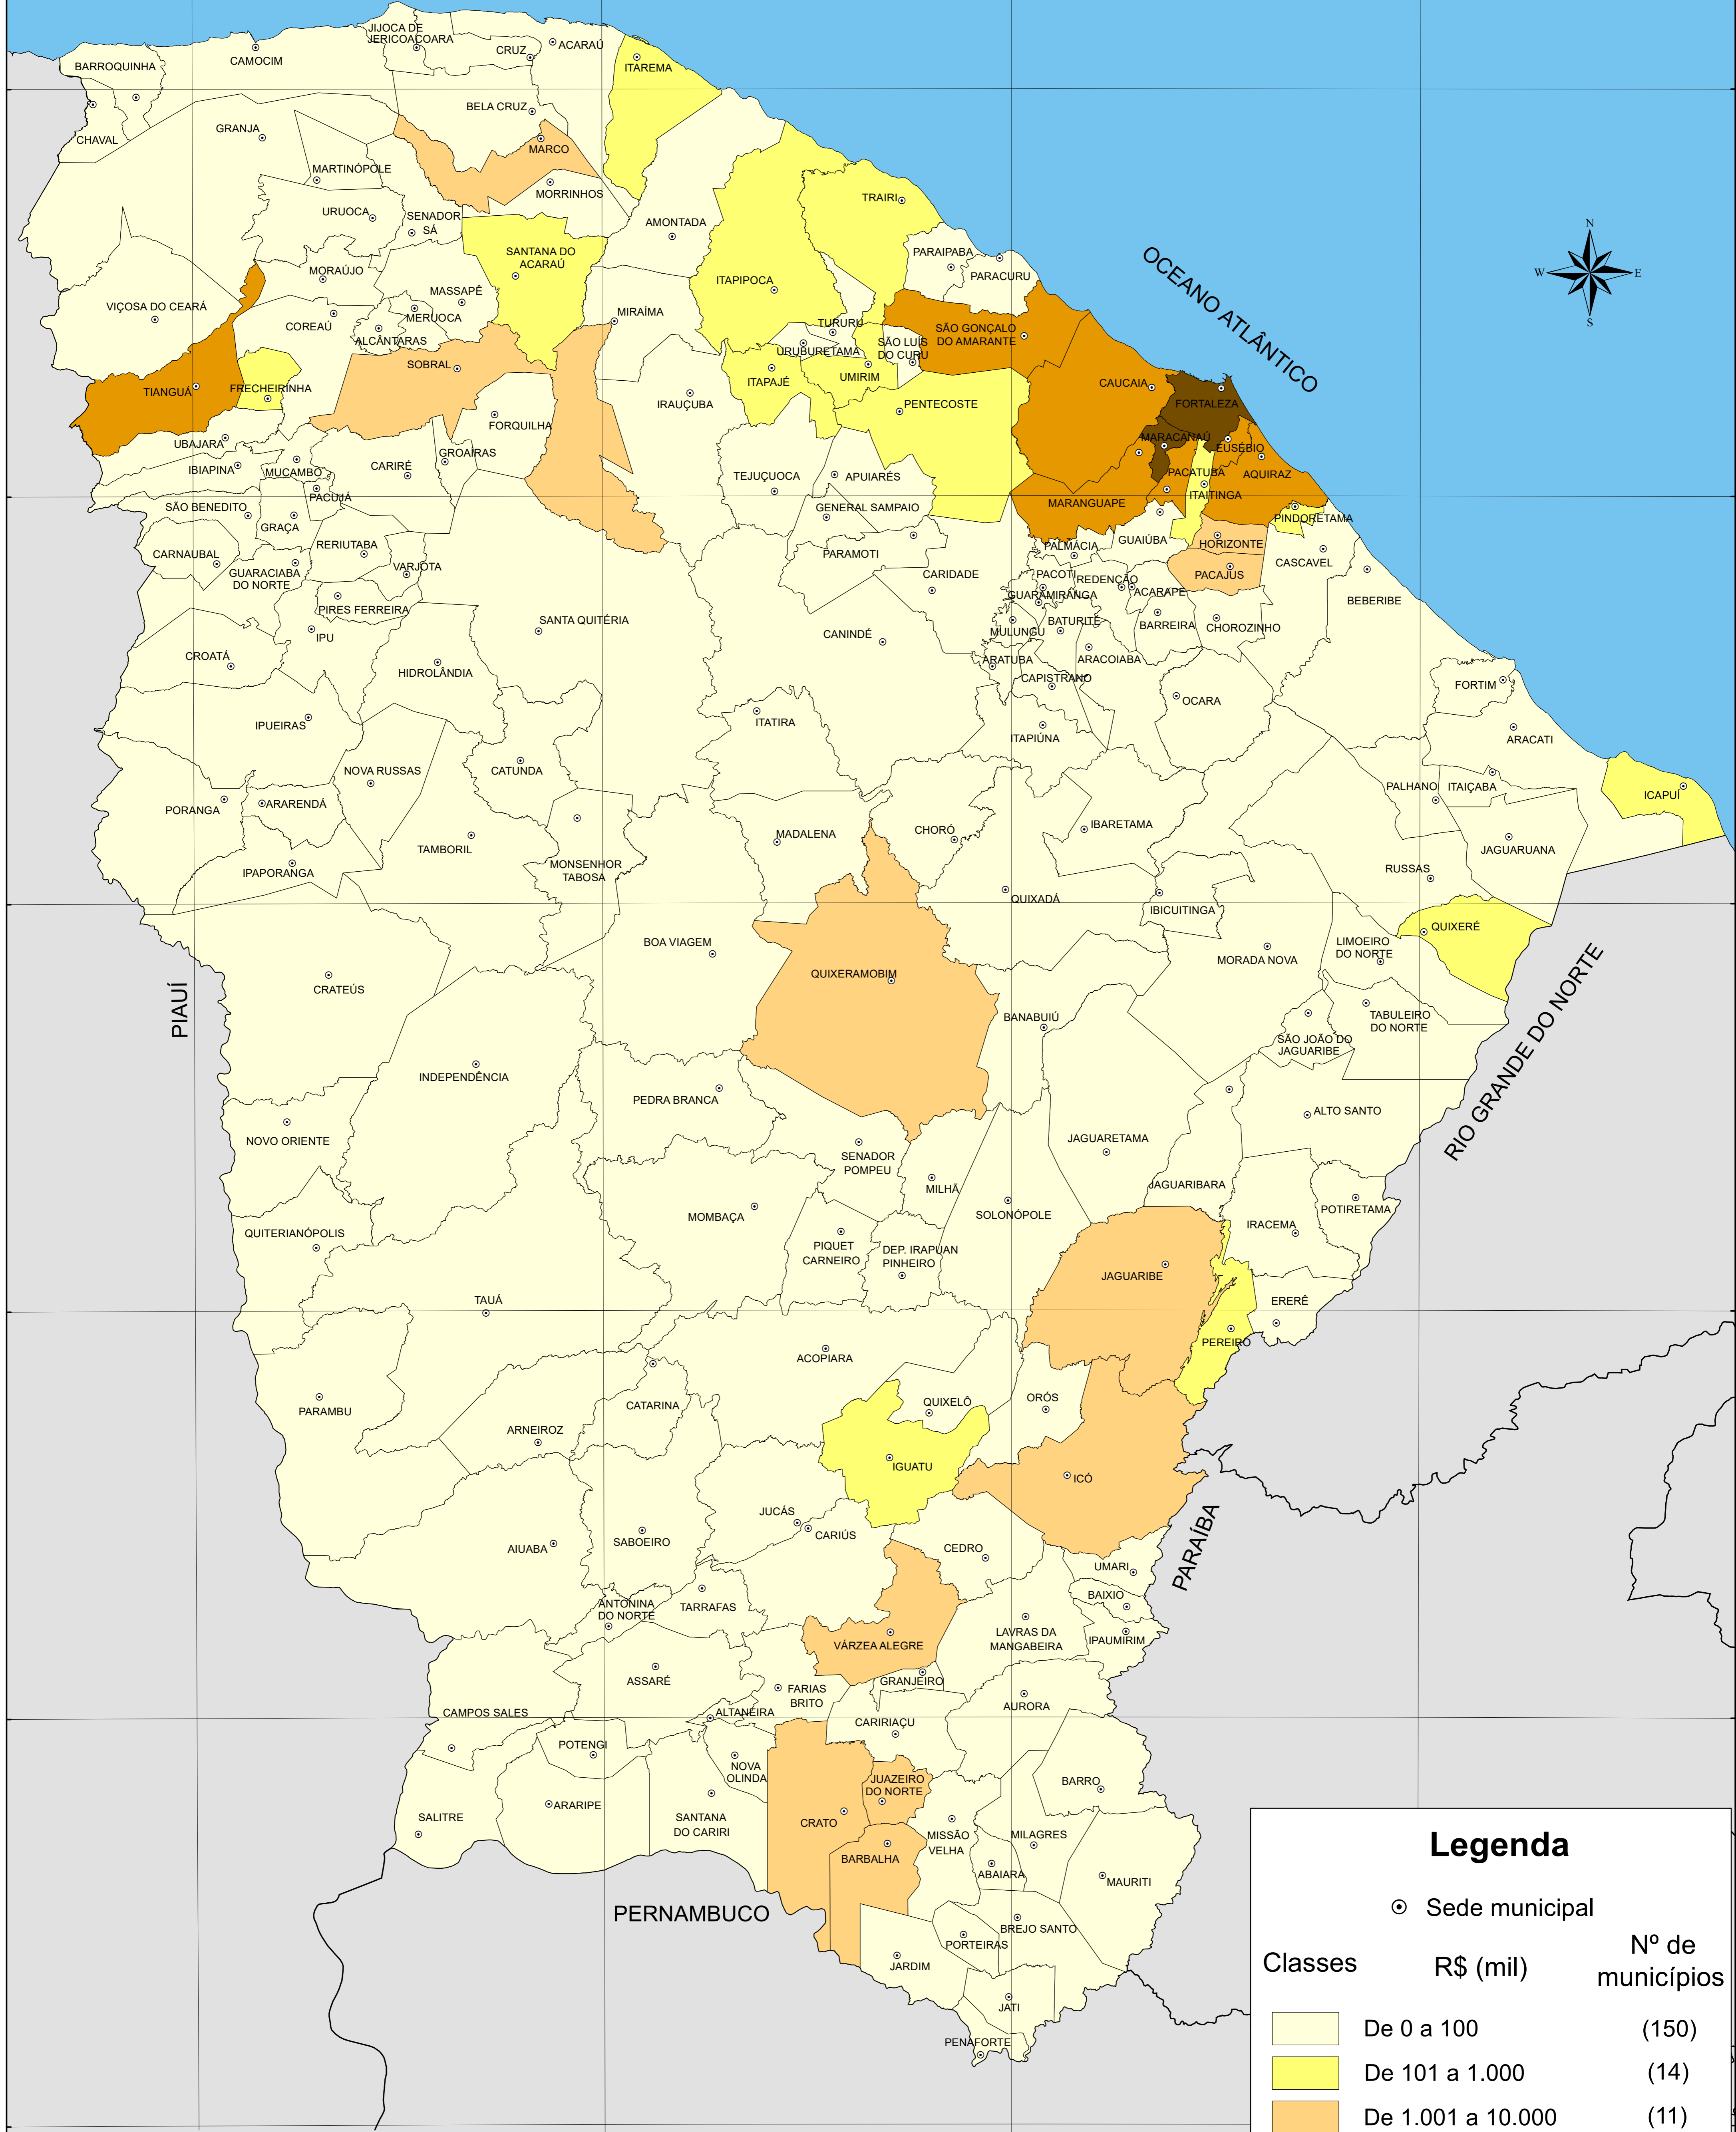 JIJOCA DE
JERICOACOARA
CRUZ
ACARAÚ
BARROQUINHA
CAMOCIM
ITAREMA
BELA CRUZ
CHAVAL
GRANJA
MARCO
MARTINÓPOLE
MORRINHOS
URUOCA
SENADOR
SÁ
AMONTADA
TRAIRI
N
W
E
S
SANTANA DO
ACARAÚ
PARAIPABA
PARACURU
OCEANO ATLÂNTICO
MORAÚJO
ITAPIPOCA
MASSAPÊ
VIÇOSA DO CEARÁ
MERUOCA
MIRAÍMA
COREAÚ
TURURU
SÃO GONÇALO
DO AMARANTE
ALCÂNTARAS
URUBURETAMA
SÃO LUÍS
DO CURU
SOBRAL
UMIRIM
ITAPAJÉ
CAUCAIA
TIANGUÁ
FRECHEIRINHA
IRAUÇUBA
PENTECOSTE
FORTALEZA
FORQUILHA
MARACANAÚ
EUSÉBIO
UBAJARA
GROAÍRAS
IBIAPINA
MUCAMBO
CARIRÉ
TEJUÇUOCA
APUIARÉS
PACATUBA
AQUIRAZ
PACUJÁ
ITAITINGA
SÃO BENEDITO
GENERAL SAMPAIO
MARANGUAPE
PINDORETAMA
GRAÇA
RERIUTABA
PALMÁCIA
GUAIÚBA
HORIZONTE
CARNAUBAL
PARAMOTI
CASCAVEL
GUARACIABA
DO NORTE
VARJOTA
CARIDADE
PACOTI
REDENÇÃO
PACAJUS
GUARAMIRANGA
ACARAPE
BEBERIBE
PIRES FERREIRA
SANTA QUITÉRIA
MULUNGU
BATURITÉ
BARREIRA
CHOROZINHO
IPU
CANINDÉ
CROATÁ
ARATUBA
ARACOIABA
HIDROLÂNDIA
CAPISTRANO
FORTIM
OCARA
IPUEIRAS
ITATIRA
ITAPIÚNA
ARACATI
NOVA RUSSAS
CATUNDA
PALHANO
ITAIÇABA
ICAPUÍ
PORANGA
ARARENDÁ
MADALENA
CHORÓ
IBARETAMA
TAMBORIL
JAGUARUANA
IPAPORANGA
MONSENHOR
TABOSA
RUSSAS
QUIXADÁ
IBICUITINGA
QUIXERÉ
BOA VIAGEM
LIMOEIRO
DO NORTE
MORADA NOVA
QUIXERAMOBIM
CRATEÚS
PIAUÍ
BANABUIÚ
TABULEIRO
DO NORTE
SÃO JOÃO DO
JAGUARIBE
RIO GRANDE DO NORTE
INDEPENDÊNCIA
PEDRA BRANCA
ALTO SANTO
NOVO ORIENTE
JAGUARETAMA
SENADOR
POMPEU
MILHÃ
JAGUARIBARA
MOMBAÇA
SOLONÓPOLE
POTIRETAMA
IRACEMA
QUITERIANÓPOLIS
PIQUET
CARNEIRO
DEP. IRAPUAN
PINHEIRO
JAGUARIBE
TAUÁ
ERERÊ
PEREIRO
ACOPIARA
PARAMBU
CATARINA
QUIXELÔ
ORÓS
ARNEIROZ
IGUATU
ICÓ
JUCÁS
CARIÚS
PARAÍBA
AIUABA
SABOEIRO
CEDRO
UMARI
BAIXIO
ANTONINA
DO NORTE
TARRAFAS
LAVRAS DA
MANGABEIRA
VÁRZEA ALEGRE
IPAUMIRIM
ASSARÉ
GRANJEIRO
FARIAS
BRITO
AURORA
CAMPOS SALES
ALTANEIRA
CARIRIAÇU
POTENGI
NOVA
OLINDA
JUAZEIRO
DO NORTE
BARRO
ARARIPE
SALITRE
SANTANA
DO CARIRI
CRATO
MISSÃO
VELHA
MILAGRES
BARBALHA
ABAIARA
MAURITI
PERNAMBUCO
BREJO SANTO
PORTEIRAS
JARDIM
JATI
PENAFORTE
Legenda
Sede municipal
Classes R$ (mil) Nº de
municípios
De 0 a 100 (150)
De 101 a 1.000 (14)
De 1.001 a 10.000 (11)